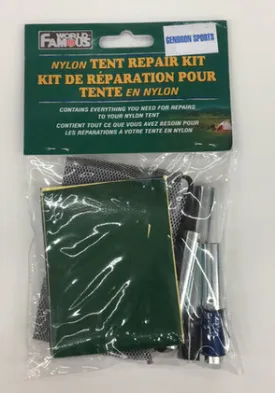 WORLD
FAMOUS
GENDRON SPORTS
NYLON TENT REPAIR KIT
KIT DE RÉPARATION POUR
TENTE EN NYLON
CONTAINS EVERYTHING YOU NEED FOR REPAIRS
TO YOUR NYLON TENT
CONTIENT TOUT CE QUE VOUS AVEZ BESOIN POUR
LES RÉPARATIONS À VOTRE TENTE EN NYLON